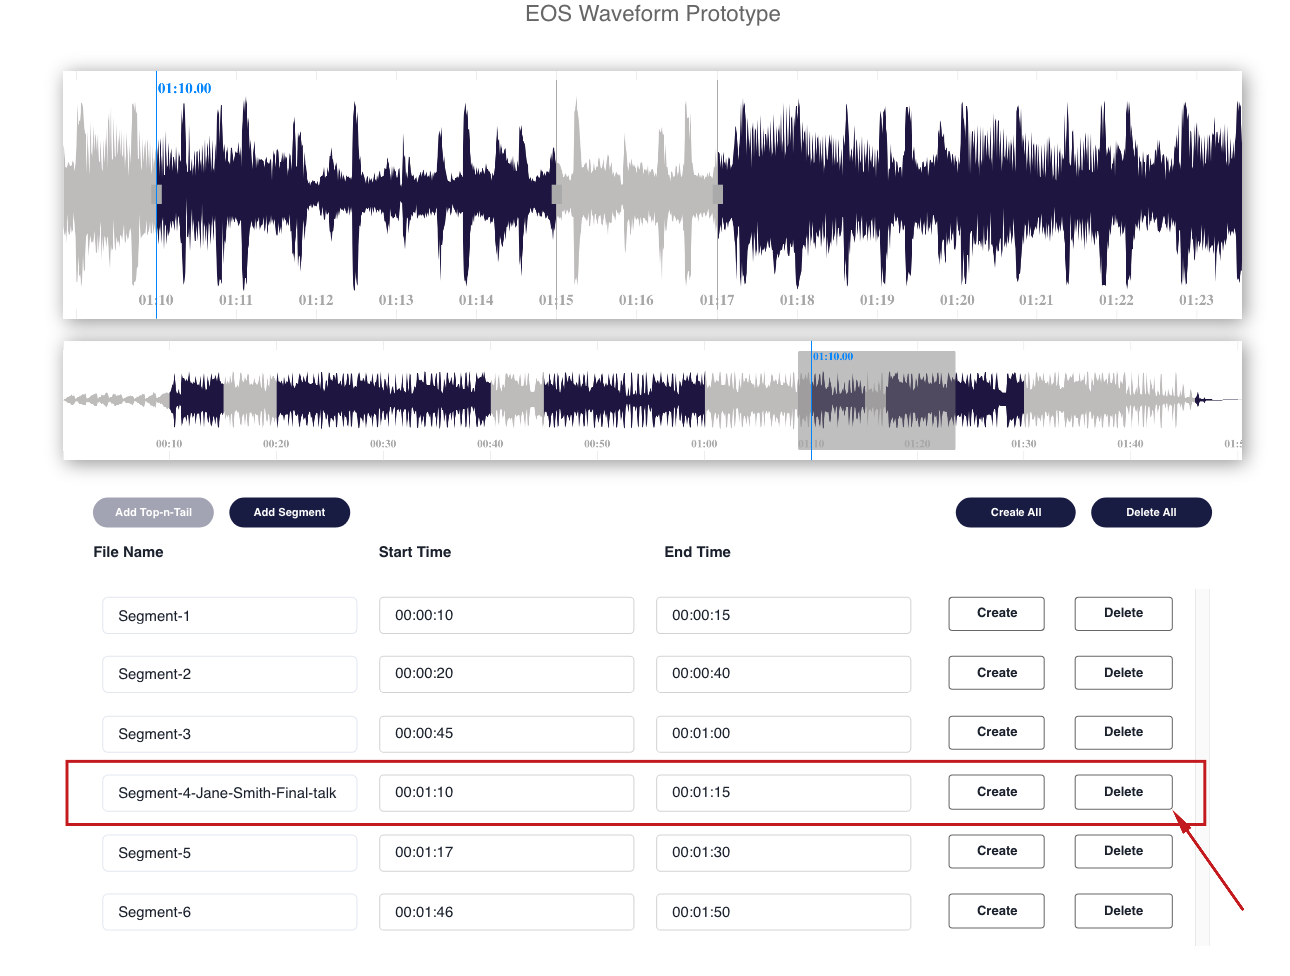 EOS Waveform Prototype
01:10.00
01:10 01:11 01:12 01:13 01:14 01:15 01:16 01:17 01:18 01:19 01:20 01:21 01:22 01:23
01:10.00
00:10 00:20 00:30 00:40 00:50 01:00 01:10 01:20 01:30 01:40
Add Top-n-Tail Add Segment Create All Delete All
File Name Start Time End Time
Segment-1 00:00:10 00:00:15 Create Delete
Segment-2 00:00:20 00:00:40 Create Delete
Segment-3 00:00:45 00:01:00 Create Delete
Segment-4-Jane-Smith-Final-talk 00:01:10 00:01:15 Create Delete
Segment-5 00:01:17 00:01:30 Create Delete
Segment-6 00:01:46 00:01:50 Create Delete